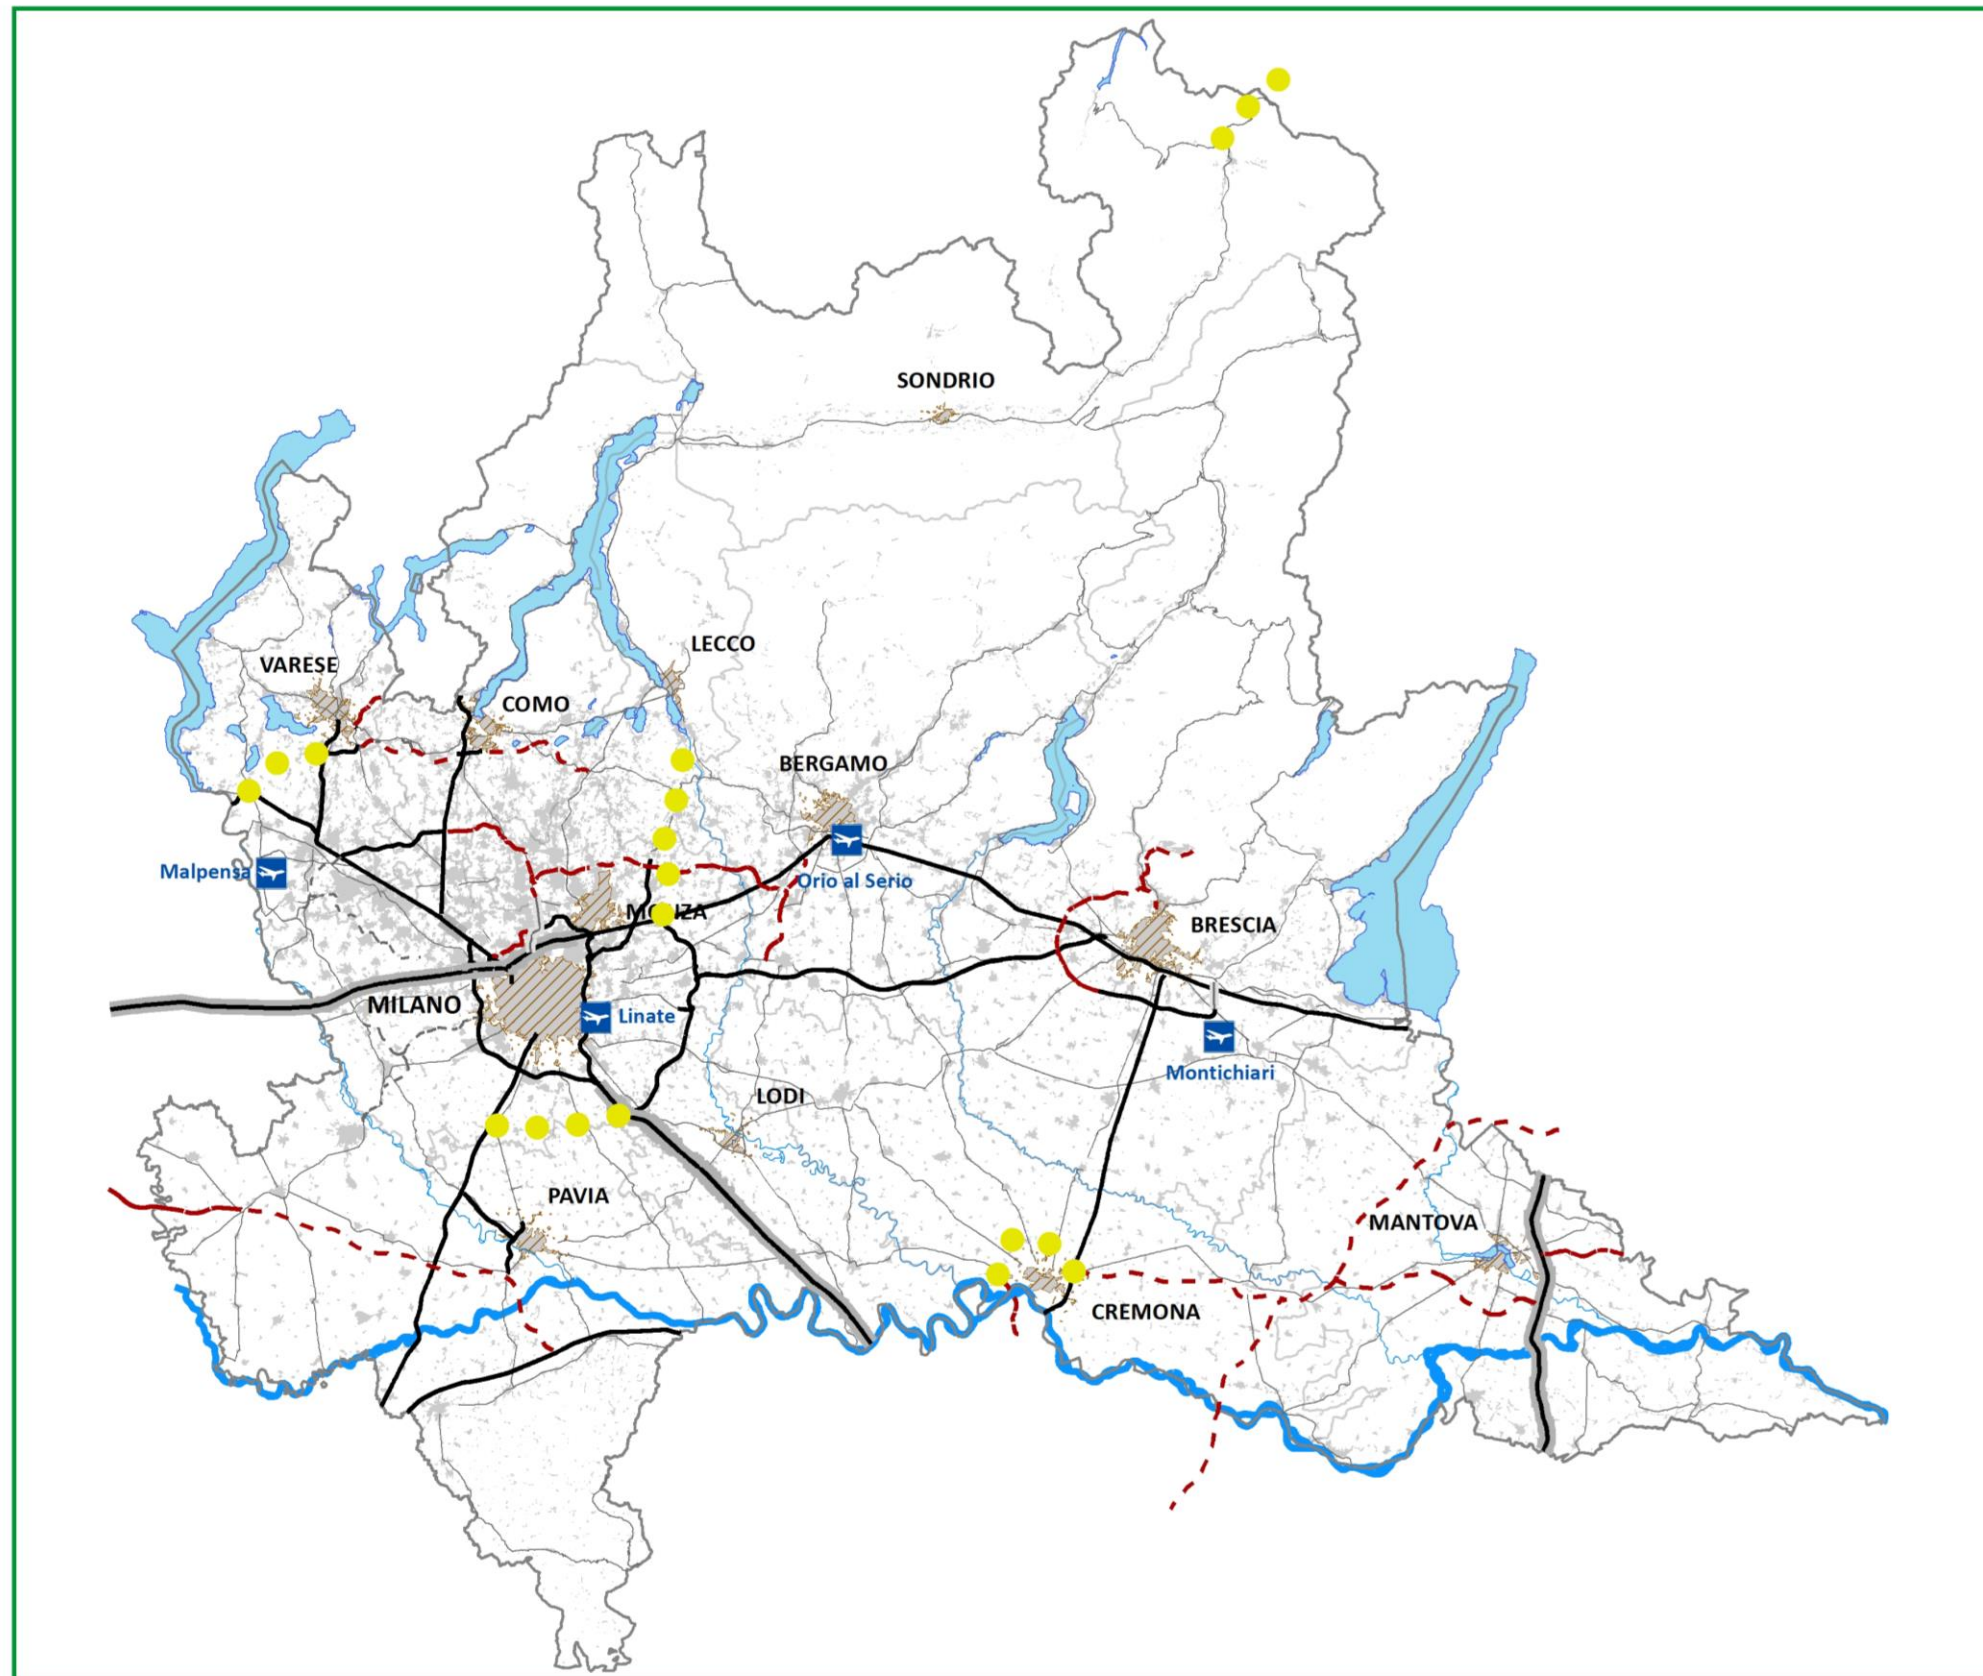 SONDRIO
LECCO
VARESE
COMO
BERGAMO
Malpensa
Orio al Serio
MONZA
BRESCIA
MILANO
Linate
Montichiari
LODI
PAVIA
MANTOVA
CREMONA